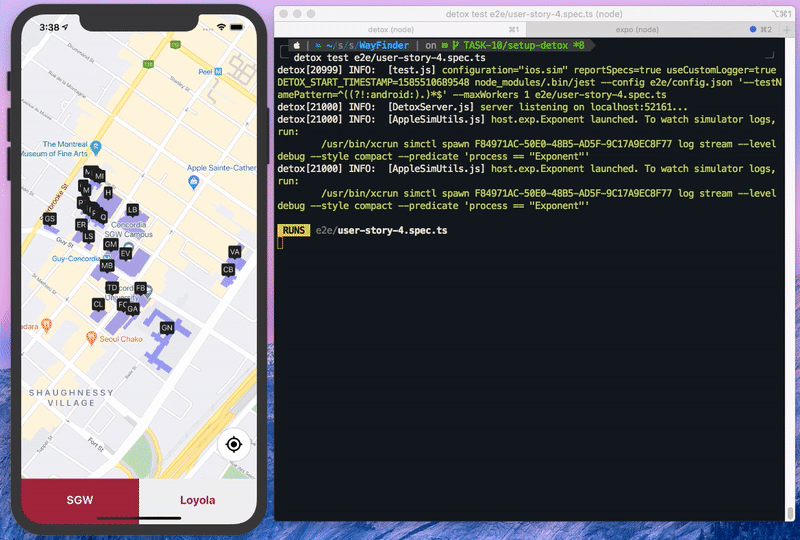 3:38
Peel
The Montreal
Museum of Fine Arts
Apple Sainte-Cather
M
MI
M
H
P
LB
Q
GS
ER
LS
Concordia
SGW Campus
GM
EV
VA
Guy St
Guy-Concordia
MB
CB
TD
FB
University
CL
GA
GN
adara
Seoul Chako
SHAUGHNESSY
VILLAGE
Fort St
SGW
Loyola
detox test e2e/user-story-4.spec.ts (node)
⌥⌘1
detox (node)
⌘1
expo (node)
⌘2
~/s/s/WayFinder | on TASK-10/setup-detox *8
detox test e2e/user-story-4.spec.ts
detox[20999] INFO:  [test.js] configuration="ios.sim" reportSpecs=true useCustomLogger=true
DETOX_START_TIMESTAMP=1585510689548 node_modules/.bin/jest --config e2e/config.json '--testN
amePattern=^((?!:android:).)*$' --maxWorkers 1 e2e/user-story-4.spec.ts
detox[21000] INFO:  [DetoxServer.js] server listening on localhost:52161...
detox[21000] INFO:  [AppleSimUtils.js] host.exp.Exponent launched. To watch simulator logs,
run:
/usr/bin/xcrun simctl spawn F84971AC-50E0-48B5-AD5F-9C17A9EC8F77 log stream --level
debug --style compact --predicate 'process == "Exponent"'
detox[21000] INFO:  [AppleSimUtils.js] host.exp.Exponent launched. To watch simulator logs,
run:
/usr/bin/xcrun simctl spawn F84971AC-50E0-48B5-AD5F-9C17A9EC8F77 log stream --level
debug --style compact --predicate 'process == "Exponent"'
RUNS e2e/user-story-4.spec.ts